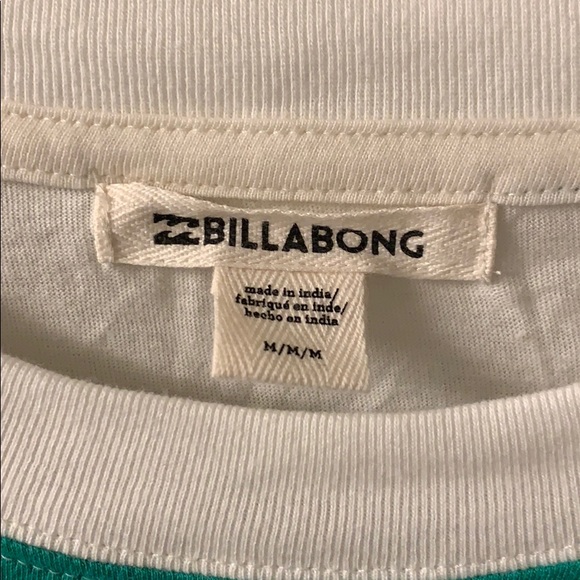 BILLABONG
made in india/
fabriqué en inde/
hecho en india
M/M/M